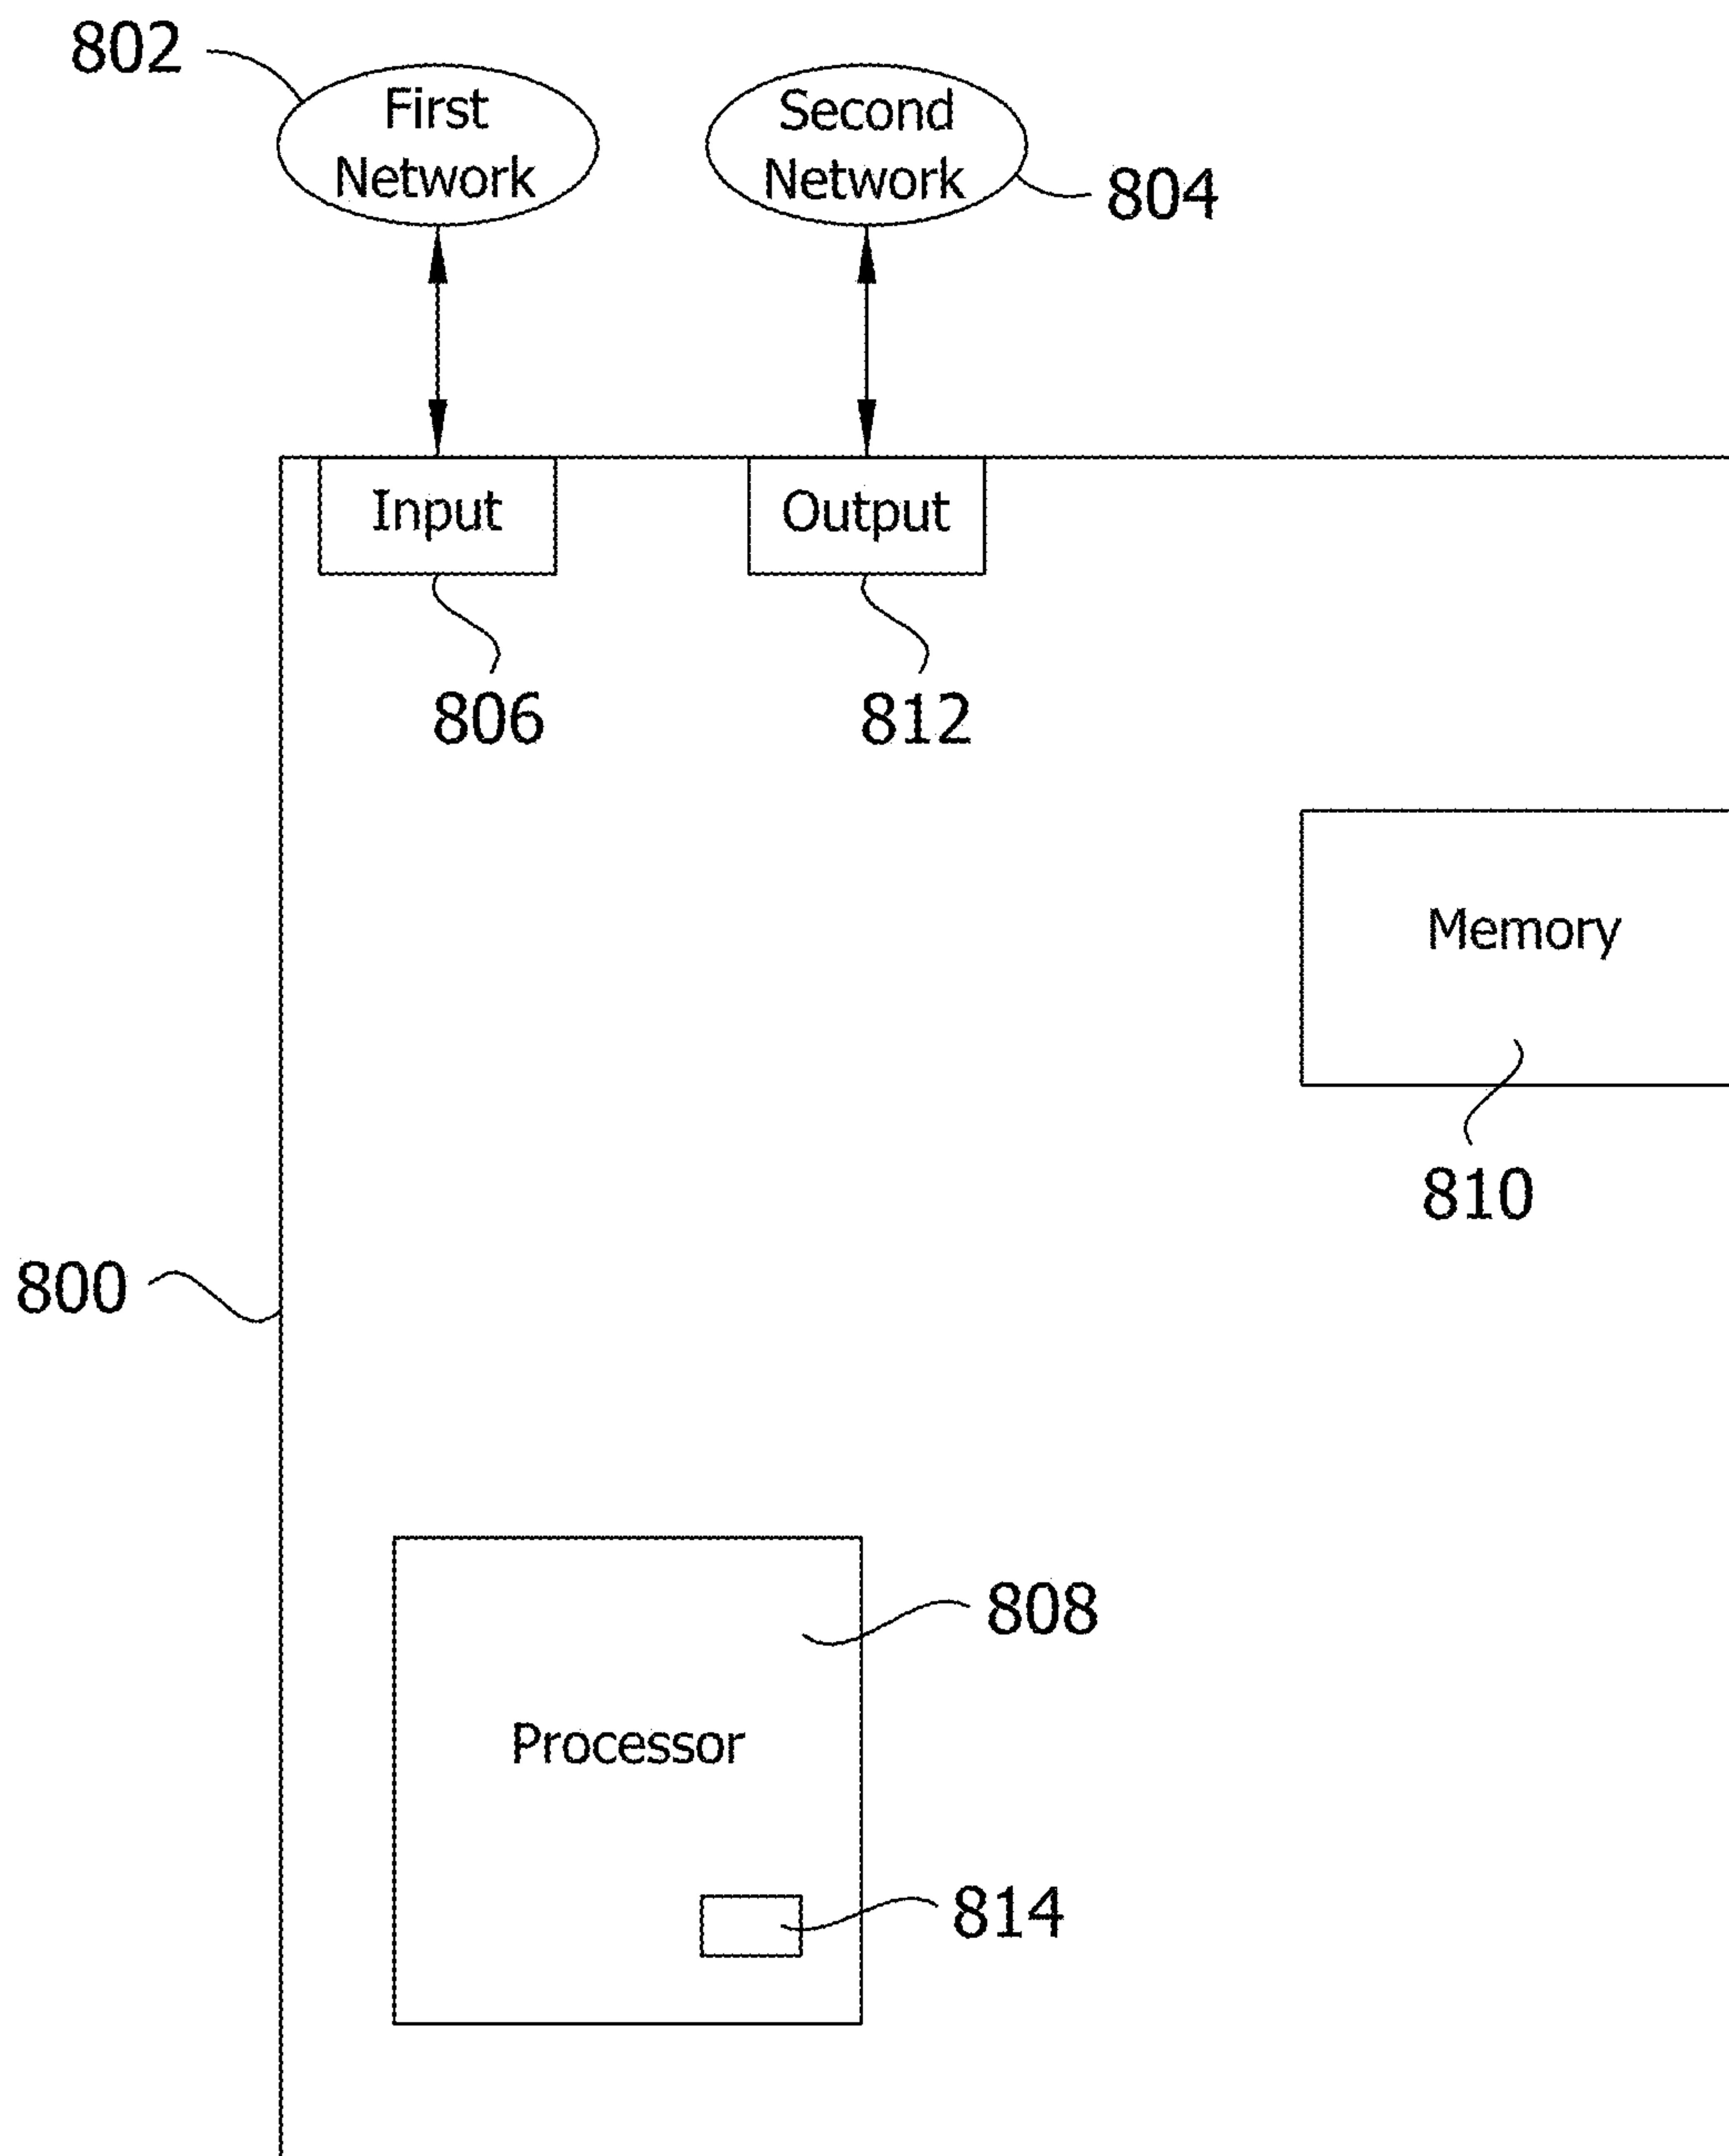 802
First
Network
Second
Network
804
Input
Output
806
812
Memory
810
800
808
Processor
814